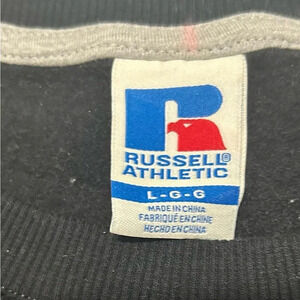 R
RUSSELL®
ATHLETIC
L-G-G
MADE IN CHINA
FABRIQUÉ EN CHINE
HECHO EN CHINA